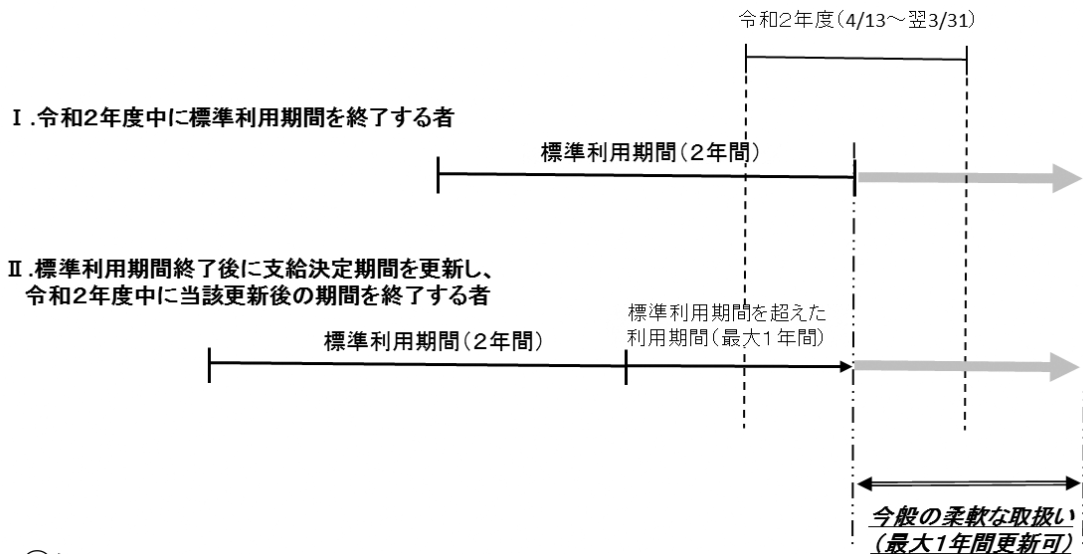 令和2年度(4/13~翌3/31)
Ⅰ.令和2年度中に標準利用期間を終了する者
標準利用期間(2年間)
Ⅱ.標準利用期間終了後に支給決定期間を更新し、
令和2年度中に当該更新後の期間を終了する者
標準利用期間を超えた
利用期間(最大1年間)
標準利用期間(2年間)
今般の柔軟な取扱い
(最大1年間更新可)